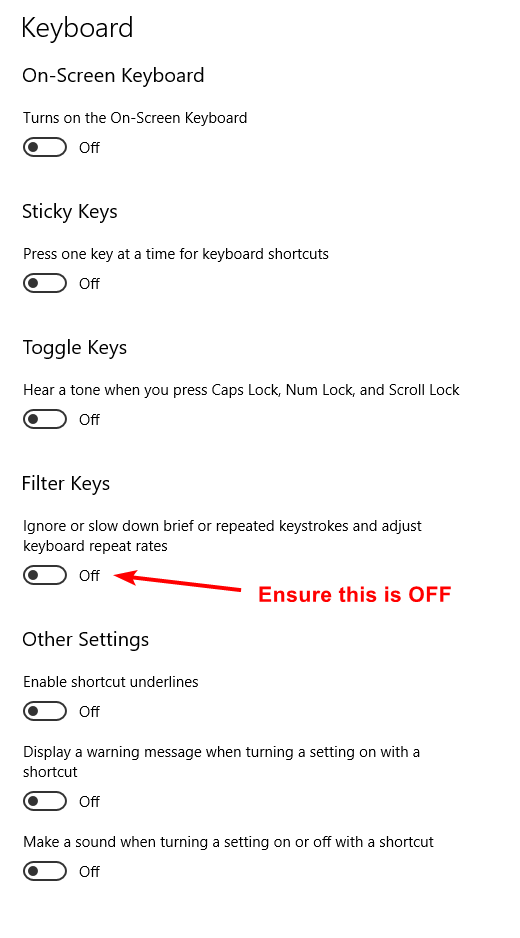 Keyboard
On-Screen Keyboard
Turns on the On-Screen Keyboard
Off
Sticky Keys
Press one key at a time for keyboard shortcuts
Off
Toggle Keys
Hear a tone when you press Caps Lock, Num Lock, and Scroll Lock
Off
Filter Keys
Ignore or slow down brief or repeated keystrokes and adjust
keyboard repeat rates
Off
Ensure this is OFF
Other Settings
Enable shortcut underlines
Off
Display a warning message when turning a setting on with a
shortcut
Off
Make a sound when turning a setting on or off with a shortcut
Off